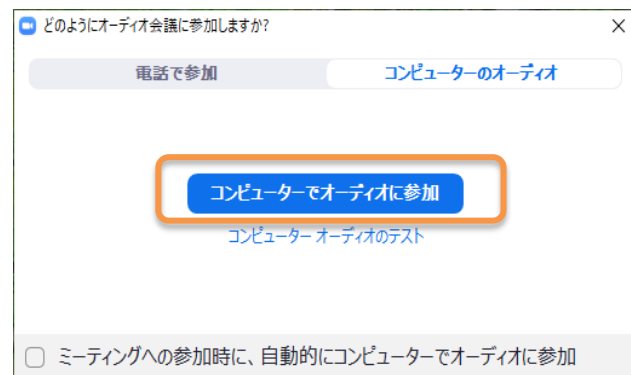 どのようにオーディオ会議に参加しますか?
電話で参加 コンピューターのオーディオ
コンピューターでオーディオに参加
コンピューター オーディオのテスト
ミーティングへの参加時に、自動的にコンピューターでオーディオに参加